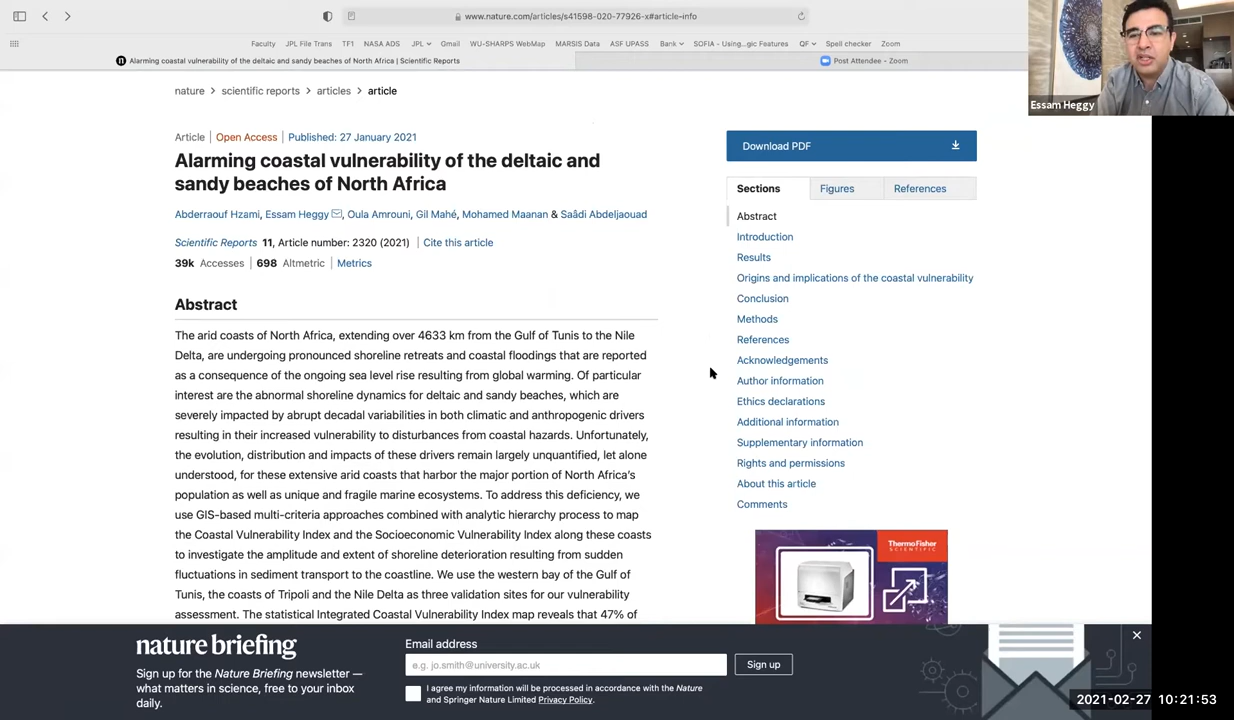 www.nature.com/articles/s41598-020-77926-x#article-info
Faculty JPL File Trans TF1 NASA ADS JPL Gmail WU-SHARPS WebMap MARSIS Data ASF UPASS Bank SOFIA - Using...gic Features QF Spell checker Zoom
Alarming coastal vulnerability of the deltaic and sandy beaches of North Africa | Scientific Reports
Post Attendee - Zoom
Essam Heggy
nature > scientific reports > articles > article
Article | Open Access | Published: 27 January 2021
Alarming coastal vulnerability of the deltaic and
sandy beaches of North Africa
Abderraouf Hzami, Essam Heggy, Oula Amrouni, Gil Mahé, Mohamed Maanan & Saâdi Abdeljaouad
Scientific Reports 11, Article number: 2320 (2021) | Cite this article
39k Accesses | 698 Altmetric | Metrics
Abstract
The arid coasts of North Africa, extending over 4633 km from the Gulf of Tunis to the Nile
Delta, are undergoing pronounced shoreline retreats and coastal floodings that are reported
as a consequence of the ongoing sea level rise resulting from global warming. Of particular
interest are the abnormal shoreline dynamics for deltaic and sandy beaches, which are
severely impacted by abrupt decadal variabilities in both climatic and anthropogenic drivers
resulting in their increased vulnerability to disturbances from coastal hazards. Unfortunately,
the evolution, distribution and impacts of these drivers remain largely unquantified, let alone
understood, for these extensive arid coasts that harbor the major portion of North Africa's
population as well as unique and fragile marine ecosystems. To address this deficiency, we
use GIS-based multi-criteria approaches combined with analytic hierarchy process to map
the Coastal Vulnerability Index and the Socioeconomic Vulnerability Index along these coasts
to investigate the amplitude and extent of shoreline deterioration resulting from sudden
fluctuations in sediment transport to the coastline. We use the western bay of the Gulf of
Tunis, the coasts of Tripoli and the Nile Delta as three validation sites for our vulnerability
assessment. The statistical Integrated Coastal Vulnerability Index map reveals that 47% of
Download PDF
Sections Figures References
Abstract
Introduction
Results
Origins and implications of the coastal vulnerability
Conclusion
Methods
References
Acknowledgements
Author information
Ethics declarations
Additional information
Supplementary information
Rights and permissions
About this article
Comments
ThermoFisher
SCIENTIFIC
nature briefing
Sign up for the Nature Briefing newsletter —
what matters in science, free to your inbox
daily.
Email address
e.g. jo.smith@university.ac.uk
Sign up
I agree my information will be processed in accordance with the Nature
and Springer Nature Limited Privacy Policy.
2021-02-27 10:21:53